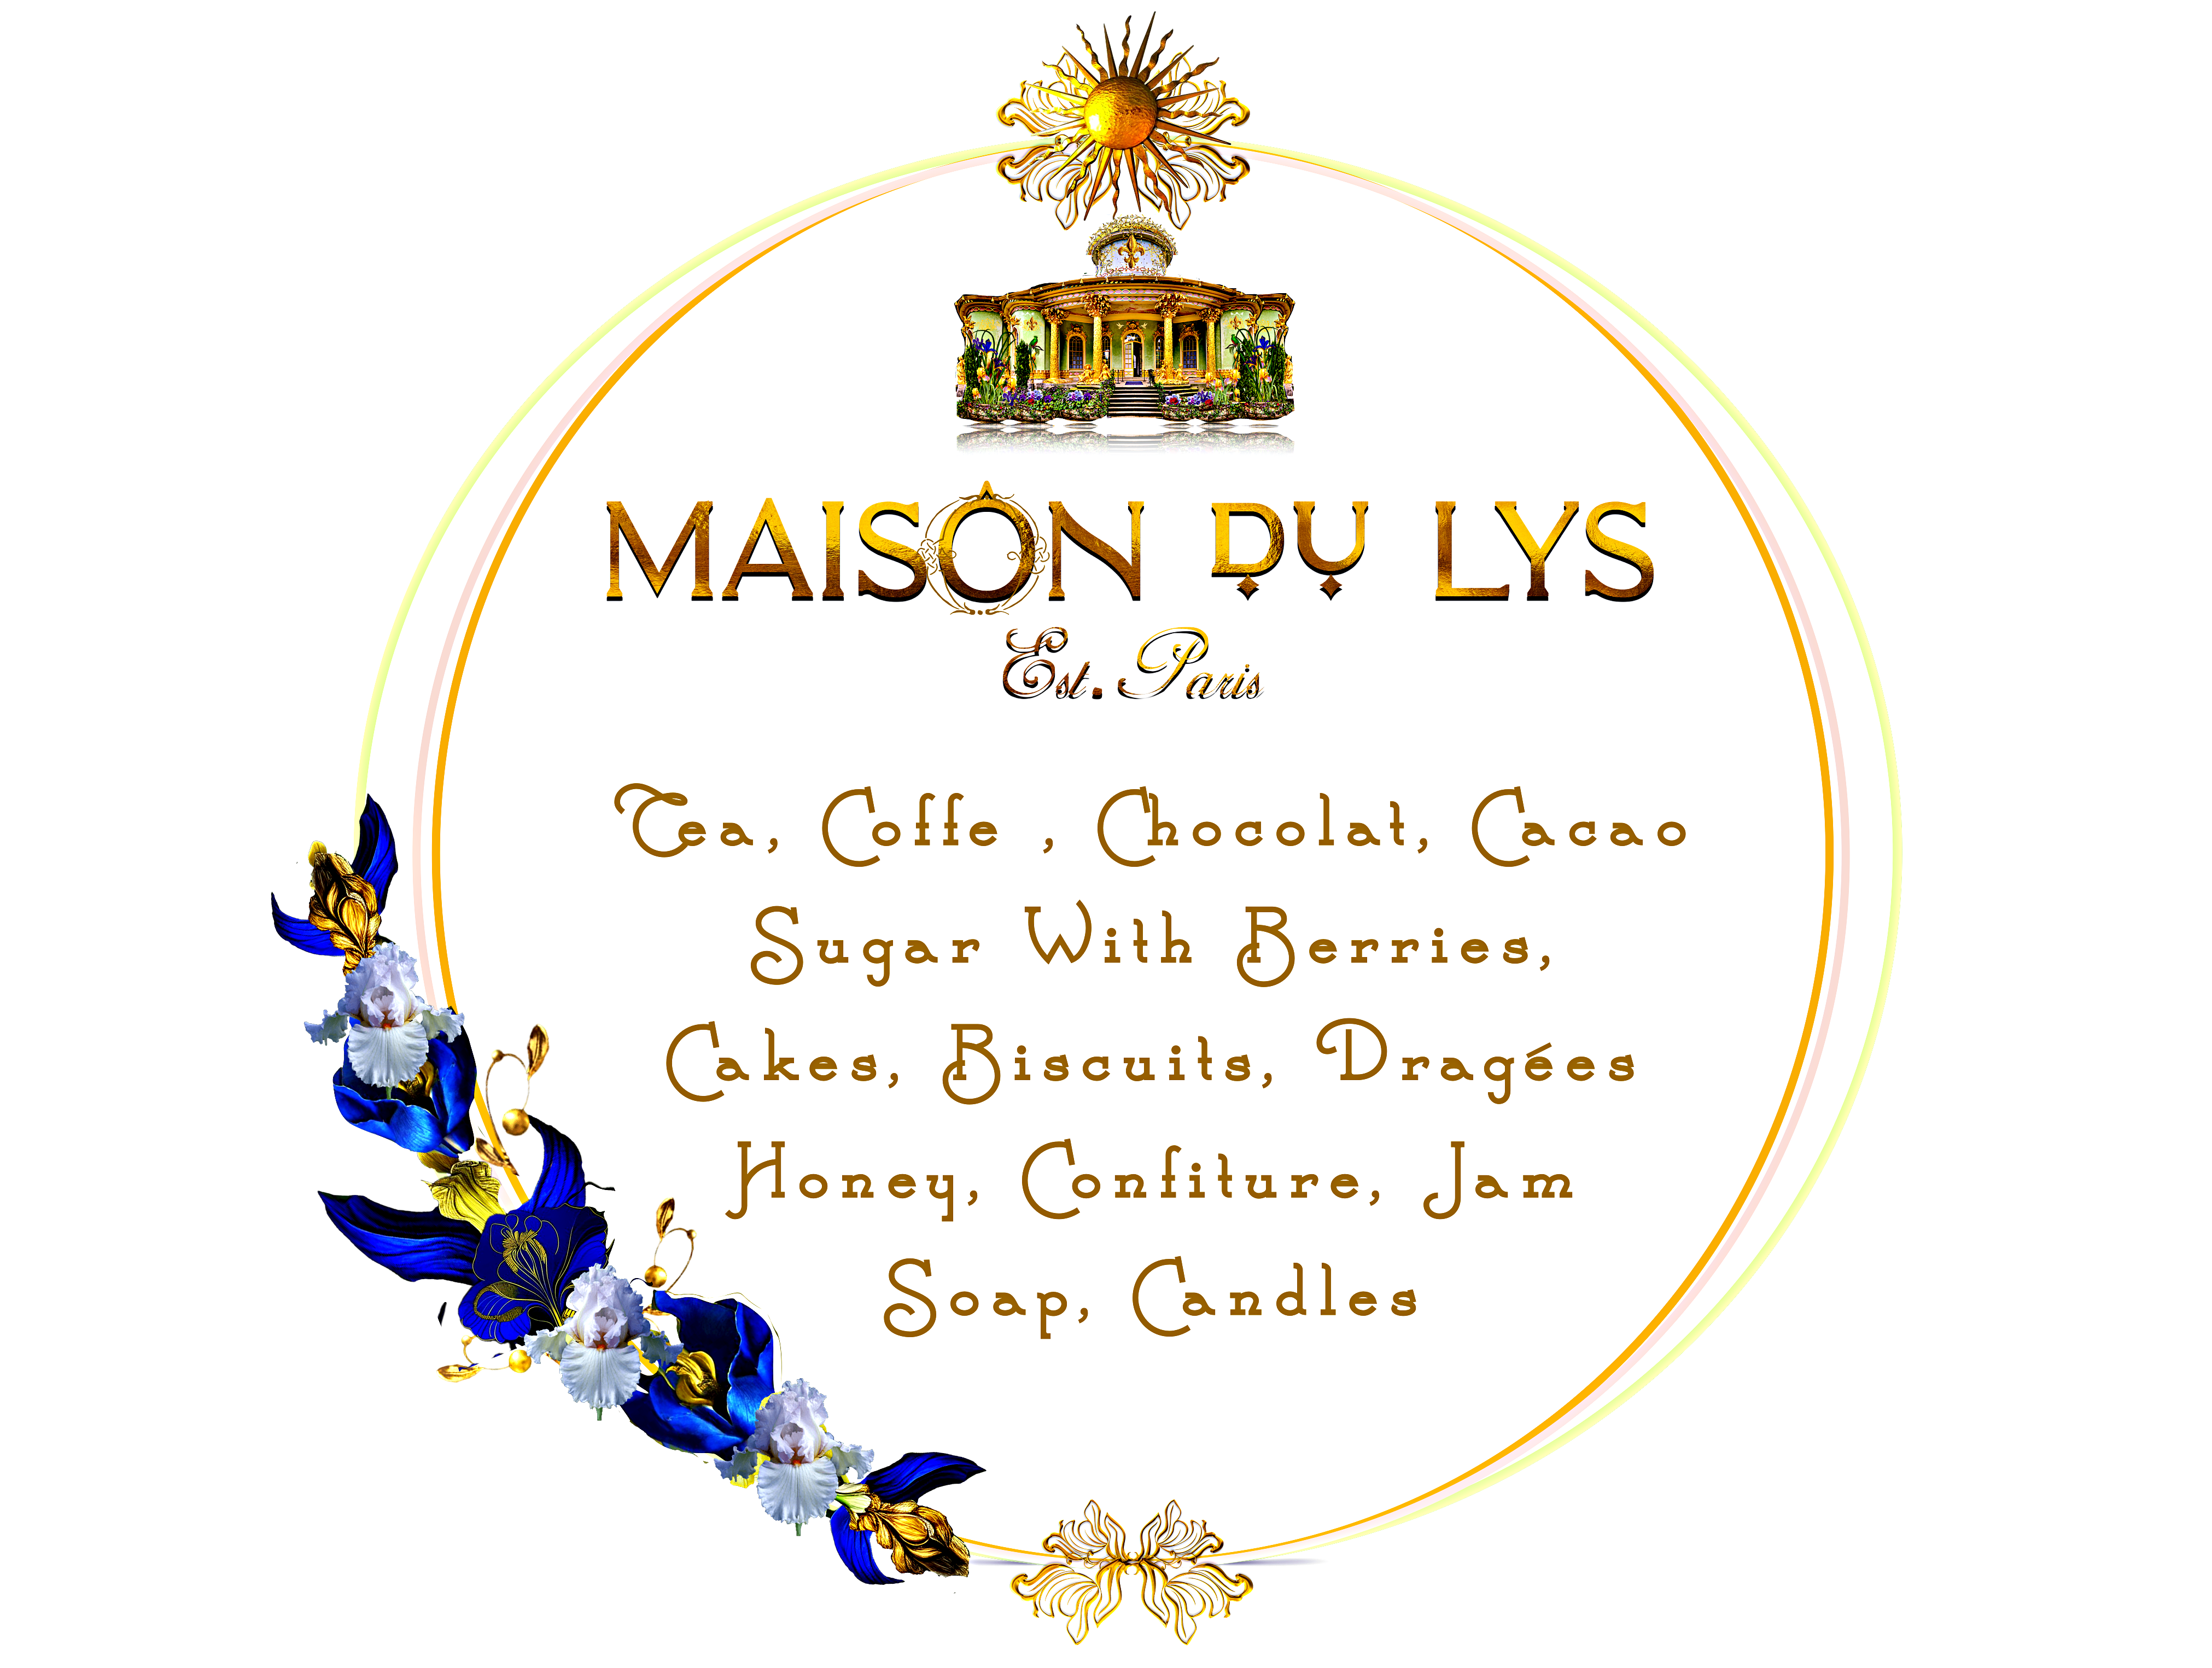 MAISÔN DU LYS
Est. Paris
Tea, Coffe , Chocolat, Cacao
Sugar With Berries,
Cakes, Biscuits, Dragées
Honey, Confiture, Jam
Soap, Candles